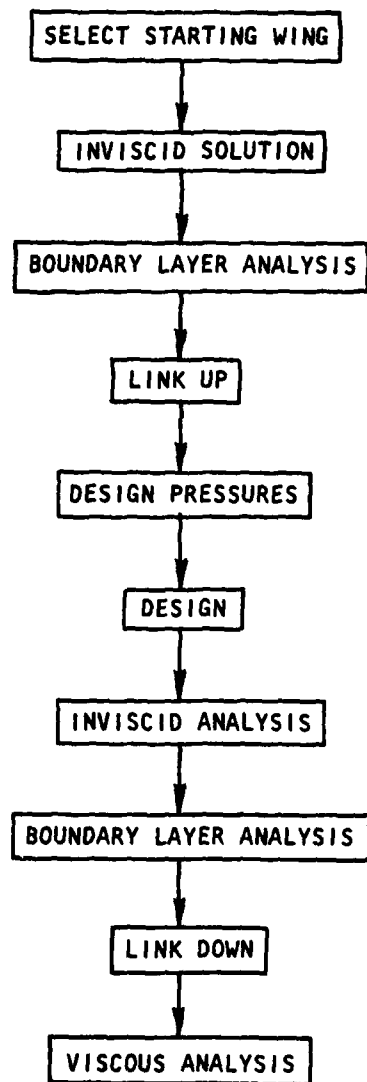 SELECT STARTING WING
INVISCID SOLUTION
BOUNDARY LAYER ANALYSIS
LINK UP
DESIGN PRESSURES
DESIGN
INVISCID ANALYSIS
BOUNDARY LAYER ANALYSIS
LINK DOWN
VISCOUS ANALYSIS